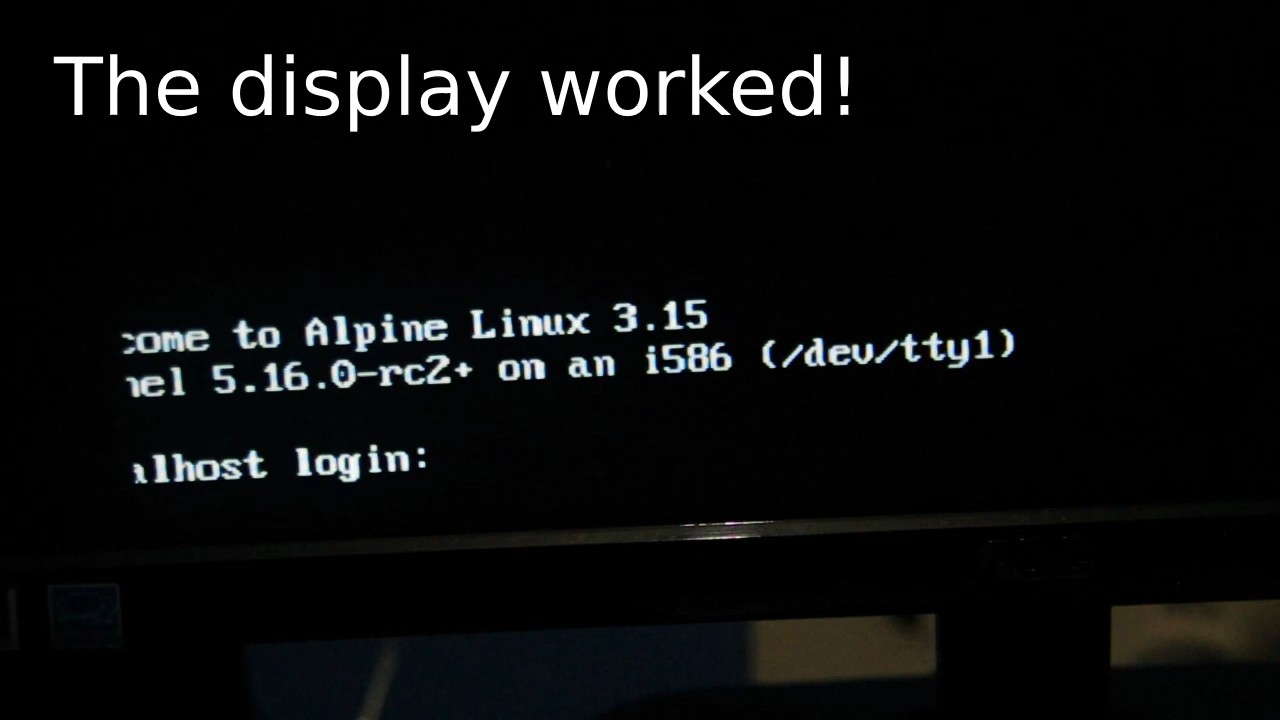 The display worked!
come to Alpine Linux 3.15
nel 5.16.0-rc2+ on an i586 (/dev/tty1)
alhost login: